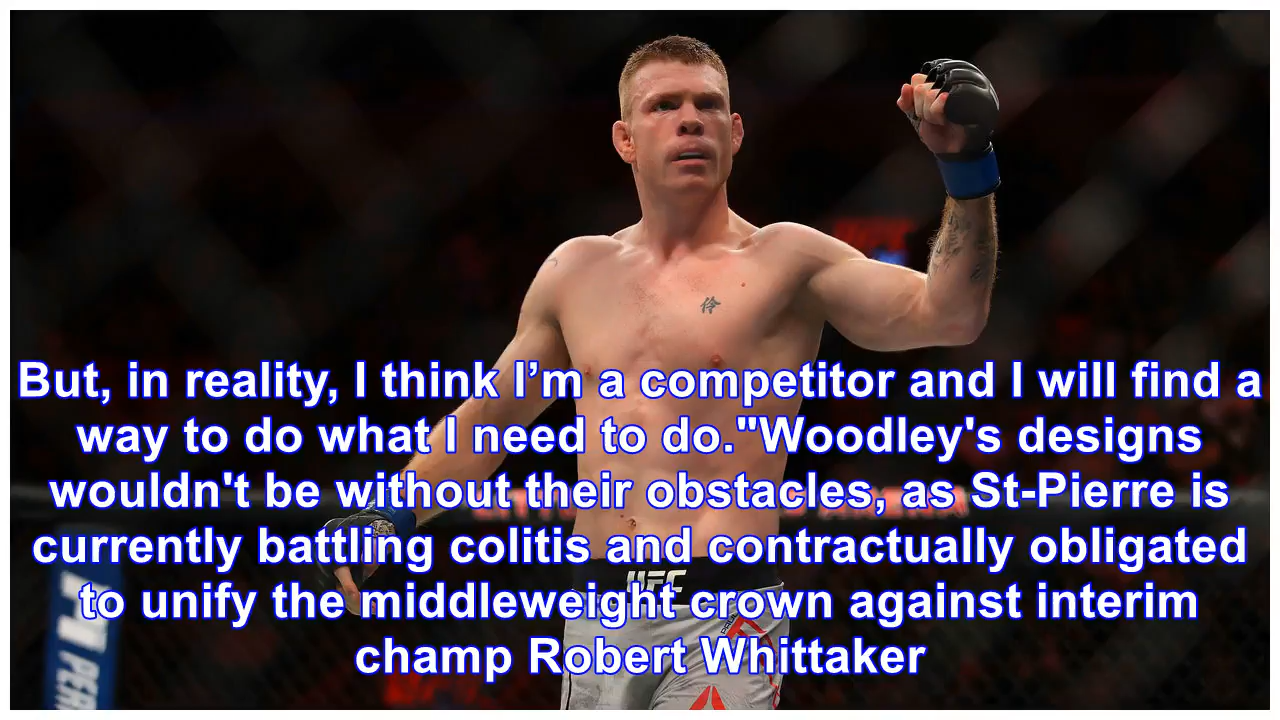 But, in reality, I think I’m a competitor and I will find a
way to do what I need to do."Woodley's designs
wouldn't be without their obstacles, as St-Pierre is
currently battling colitis and contractually obligated
to unify the middleweight crown against interim
champ Robert Whittaker
UFC